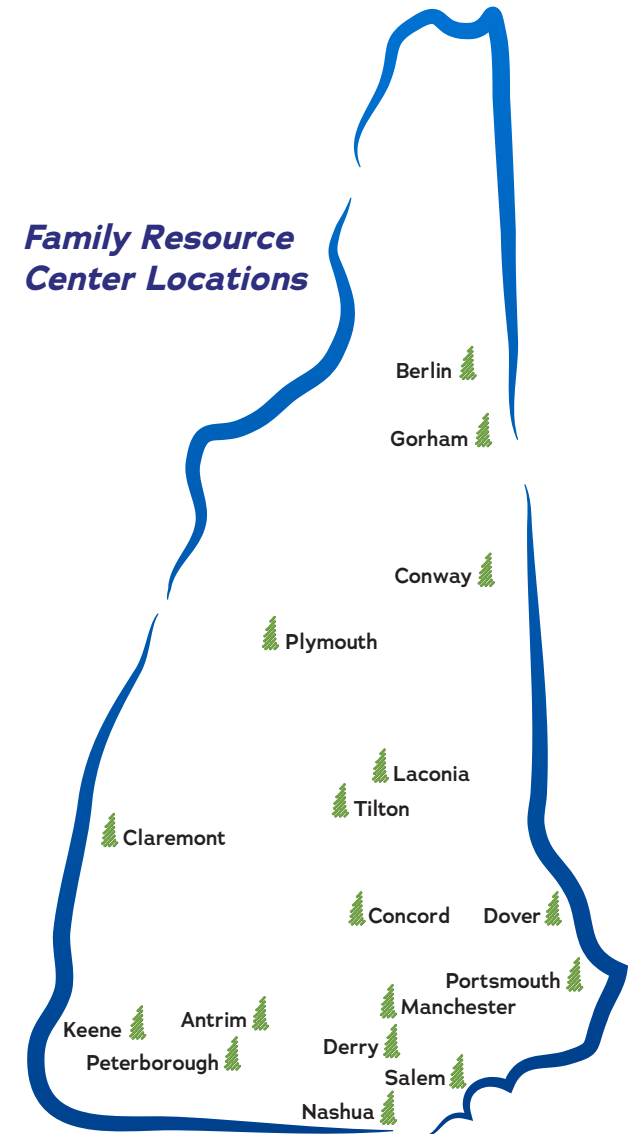 Family Resource
Center Locations
Berlin
Gorham
Conway
Plymouth
Laconia
Tilton
Claremont
Concord
Dover
Portsmouth
Manchester
Antrim
Keene
Derry
Peterborough
Salem
Nashua